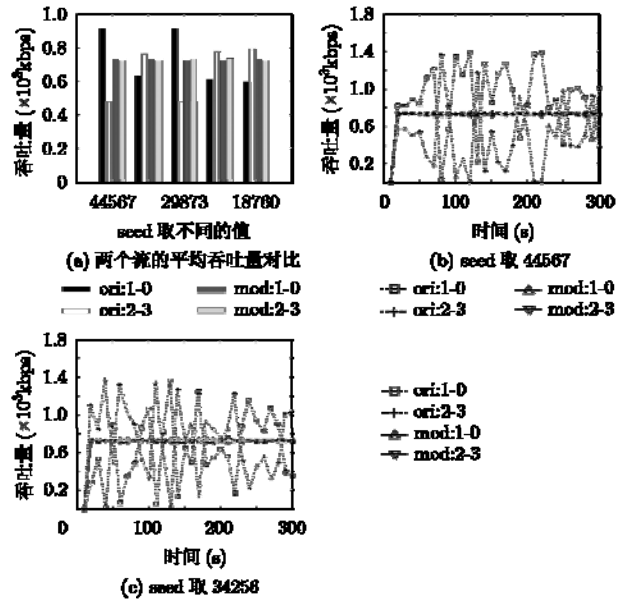 吞吐量 (×10³kbps)
1.0
0.8
0.6
0.4
0.2
0
44567 29873 18760
seed 取不同的值
(a) 两个流的平均吞吐量对比
ori:1-0 mod:1-0
ori:2-3 mod:2-3
吞吐量 (×10³kbps)
1.8
1.4
1.0
0.6
0.2
0 100 200 300
时间 (s)
(b) seed 取 44567
ori:1-0 mod:1-0
ori:2-3 mod:2-3
吞吐量 (×10³kbps)
1.8
1.4
1.0
0.6
0.2
0 100 200 300
时间 (s)
(c) seed 取 34256
ori:1-0
ori:2-3
mod:1-0
mod:2-3